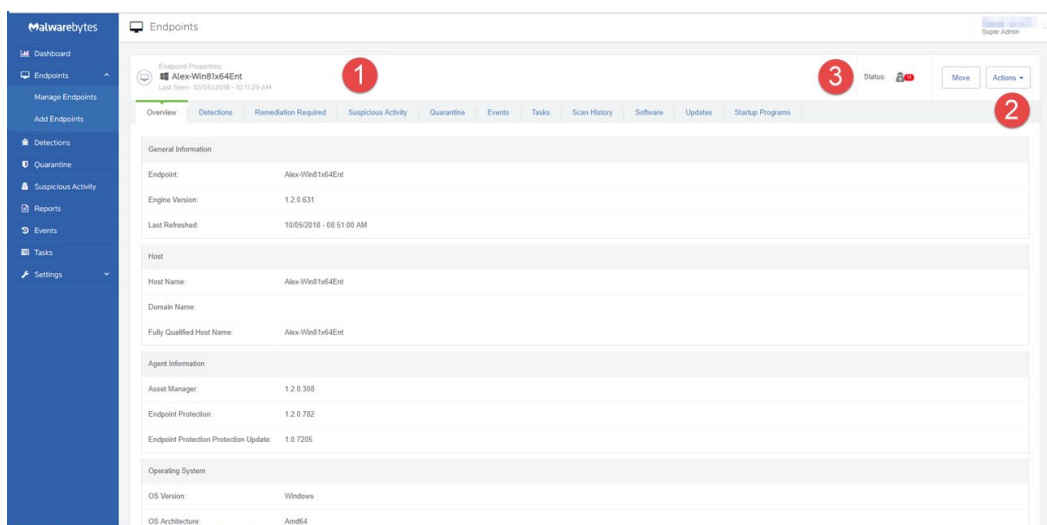 Malwarebytes
Endpoints
Super Admin
Dashboard
Endpoints
Manage Endpoints
Add Endpoints
Detections
Quarantine
Suspicious Activity
Reports
Events
Tasks
Settings
Endpoint Properties:
Alex-Win81x64Ent
Last Seen: 10/05/2018 - 10:11:29 AM
1
3
Status:
11
Move
Actions
2
Overview Detections Remediation Required Suspicious Activity Quarantine Events Tasks Scan History Software Updates Startup Programs
General Information
Endpoint: Alex-Win81x64Ent
Engine Version: 1.2.0.631
Last Refreshed: 10/05/2018 - 08:51:00 AM
Host
Host Name: Alex-Win81x64Ent
Domain Name:
Fully Qualified Host Name: Alex-Win81x64Ent
Agent Information
Asset Manager: 1.2.0.308
Endpoint Protection: 1.2.0.782
Endpoint Protection Protection Update: 1.0.7205
Operating System
OS Version: Windows
OS Architecture: Amd64